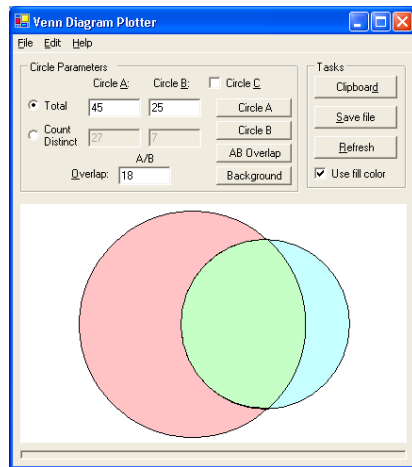 Venn Diagram Plotter
File Edit Help
Circle Parameters
Circle A: Circle B: Circle C
Total 45 25 Circle A
Count Distinct 27 7 Circle B
A/B AB Overlap
Overlap: 18 Background
Tasks
Clipboard
Save file
Refresh
Use fill color